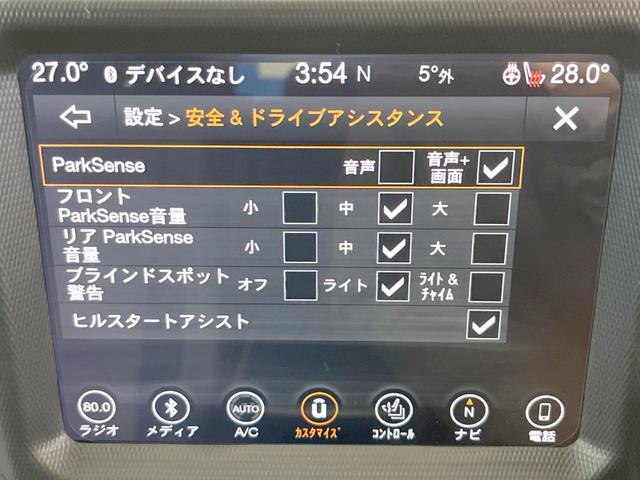 27.0° デバイスなし 3:54 N 5°外 28.0°
設定 > 安全 & ドライブアシスタンス
ParkSense 音声 音声+画面
フロント
ParkSense音量 小 中 大
リア ParkSense
音量 小 中 大
ブラインドスポット
警告 オフ ライト ﾗｲﾄ & ﾁｬｲﾑ
ヒルスタートアシスト
80.0 AUTO N
ラジオ メディア A/C ｶｽﾀﾏｲｽﾞ ｺﾝﾄﾛｰﾙ ナビ 電話